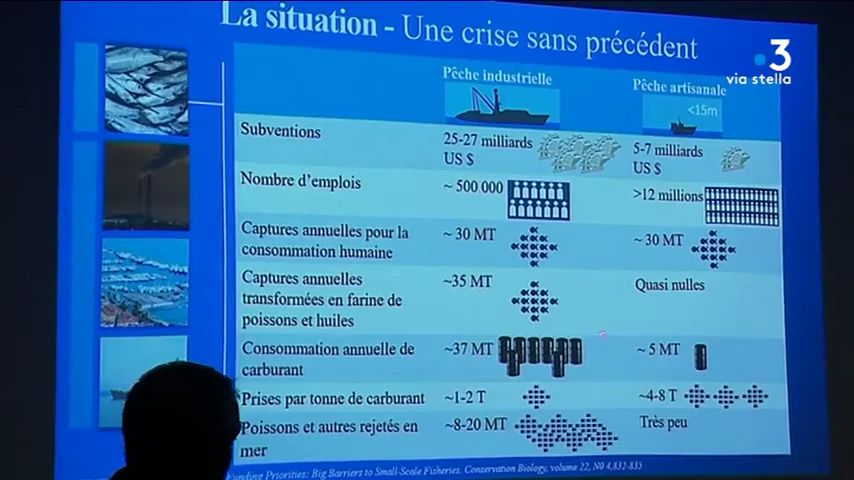 La situation - Une crise sans précédent
3
via stella
Pêche industrielle
Pêche artisanale
<15m
Subventions
25-27 milliards
US $
5-7 milliards
US $
Nombre d'emplois
~ 500 000
>12 millions
Captures annuelles pour la
consommation humaine
~ 30 MT
~ 30 MT
Captures annuelles
transformées en farine de
poissons et huiles
~35 MT
Quasi nulles
Consommation annuelle de
carburant
~37 MT
~ 5 MT
Prises par tonne de carburant
~1-2 T
~4-8 T
Poissons et autres rejetés en
mer
~8-20 MT
Très peu
Funding Priorities: Big Barriers to Small-Scale Fisheries. Conservation Biology, volume 22, N0 4,832-835